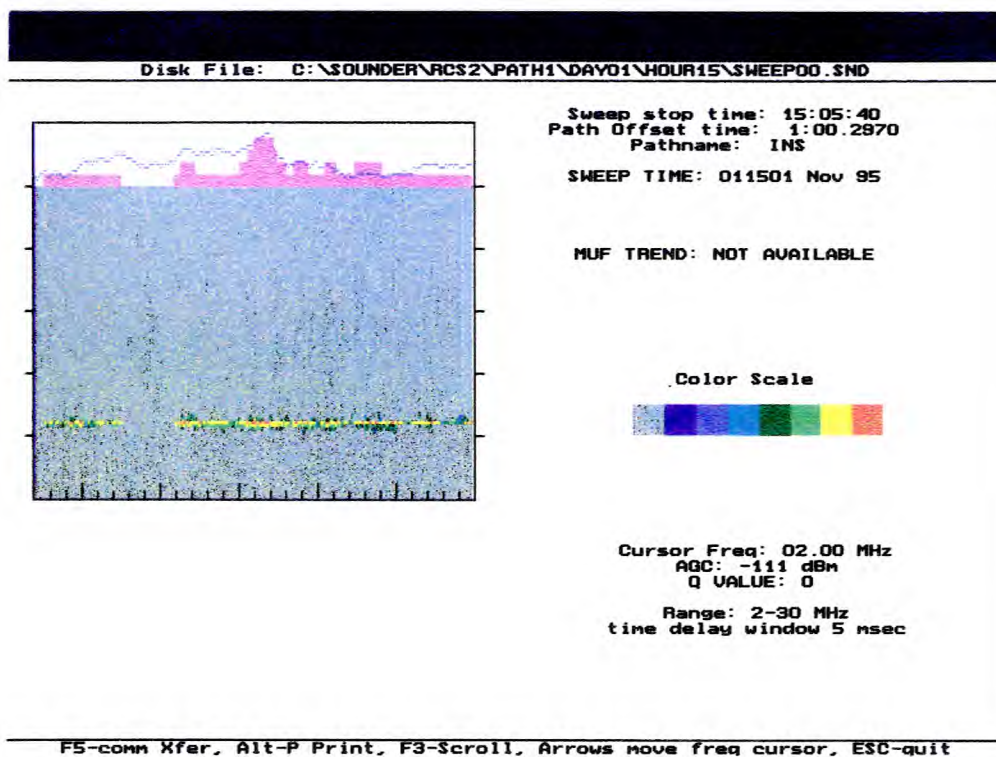 Disk File: C:\SOUNDER\RCS2\PATH1\DAY01\HOUR15\SWEEP00.SND
Sweep stop time: 15:05:40
Path Offset time: 1:00.2970
Pathname: INS
SWEEP TIME: 011501 Nov 95
MUF TREND: NOT AVAILABLE
Color Scale
Cursor Freq: 02.00 MHz
AGC: -111 dBm
Q VALUE: 0
Range: 2-30 MHz
time delay window 5 msec
F5-comm Xfer, Alt-P Print, F3-Scroll, Arrows move freq cursor, ESC-quit